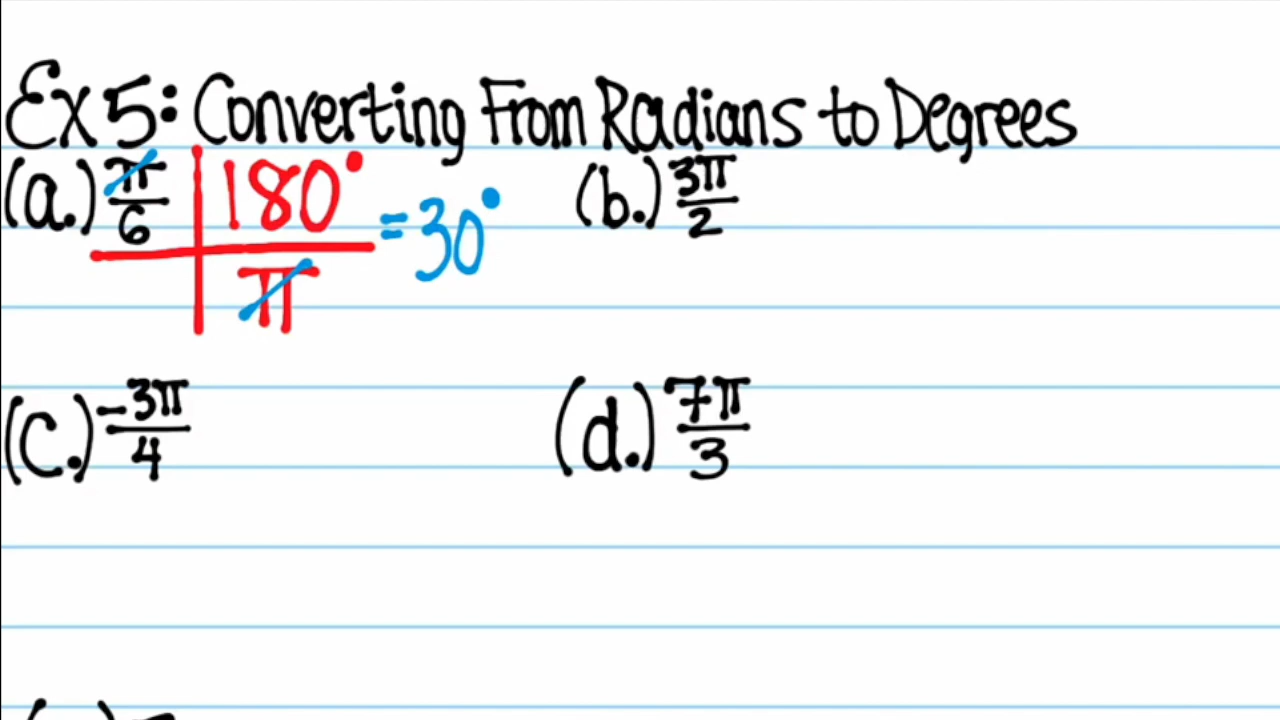 Ex 5: Converting From Radians to Degrees
(a.) π/6 | 180° / π = 30°
(b.) 3π/2
(c.) -3π/4
(d.) 7π/3